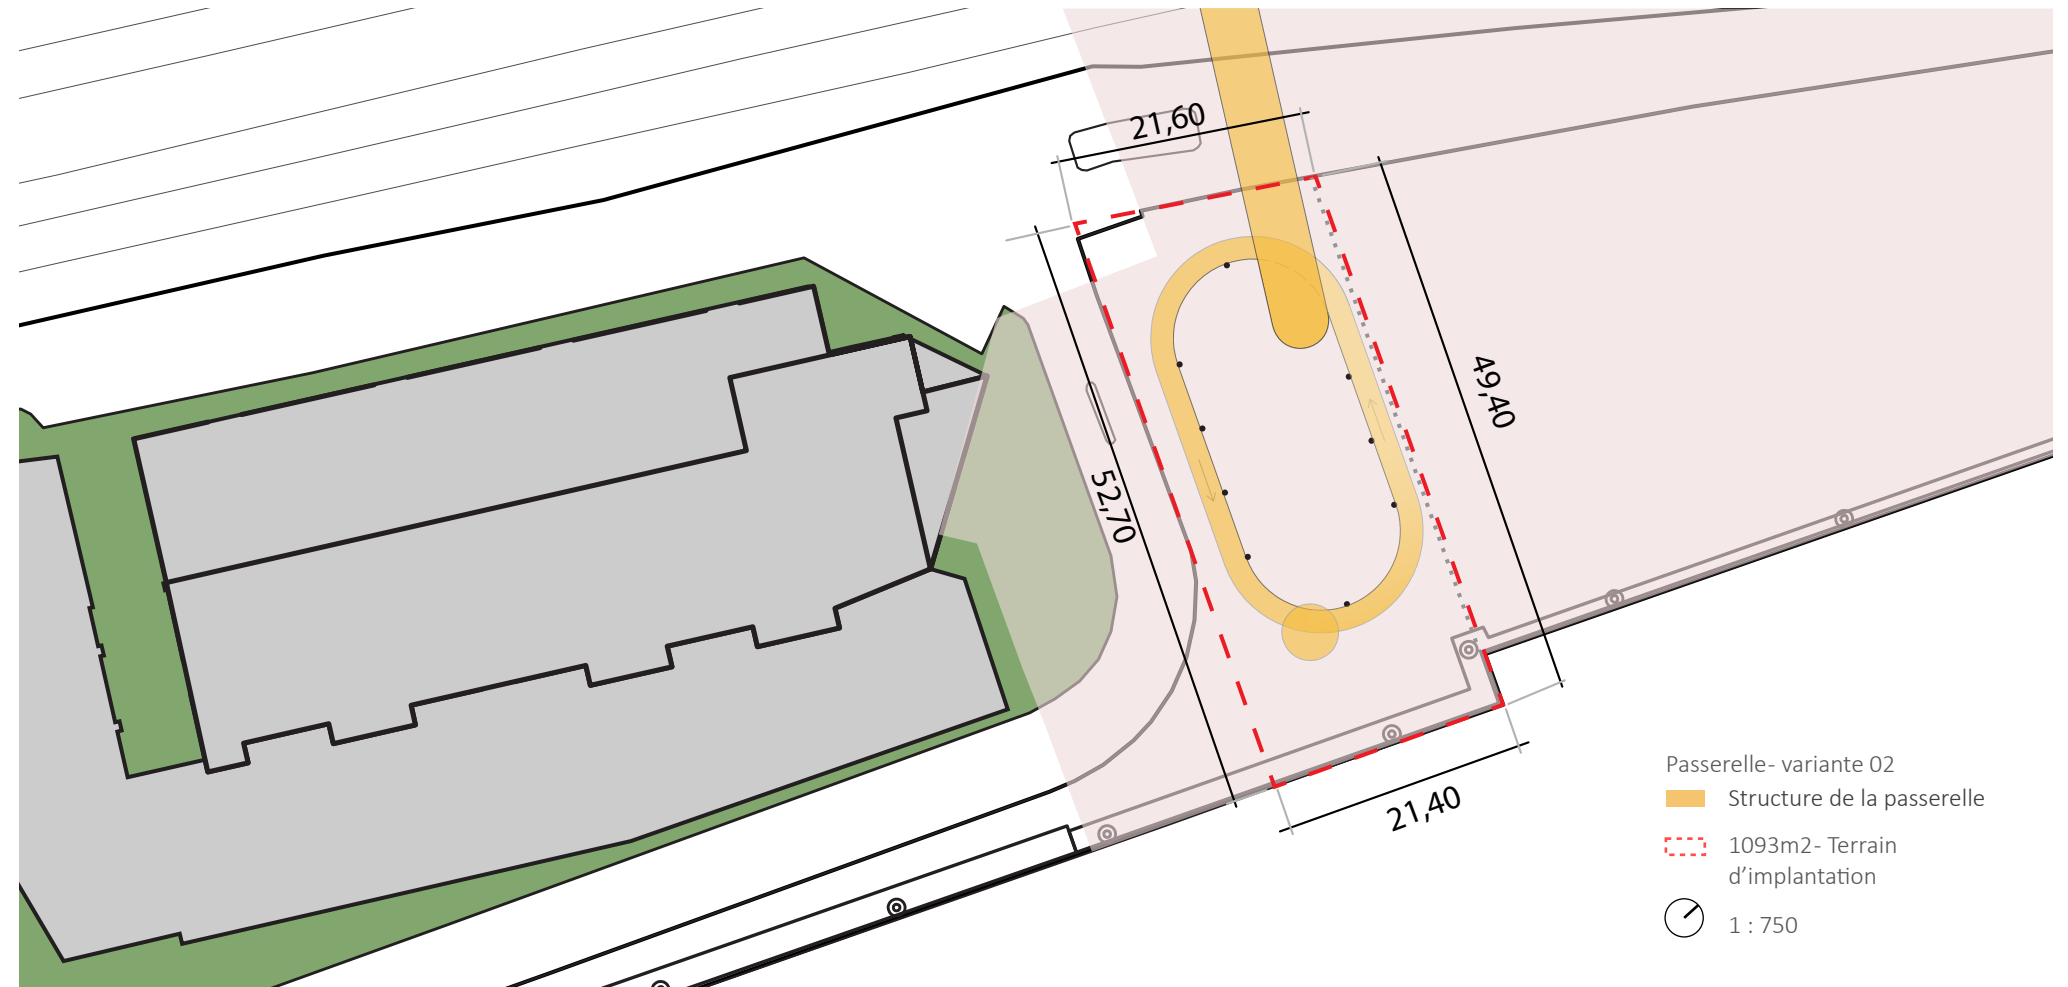 21,60
49,40
52,70
21,40
Passerelle- variante 02
Structure de la passerelle
1093m2- Terrain
d’implantation
1 : 750